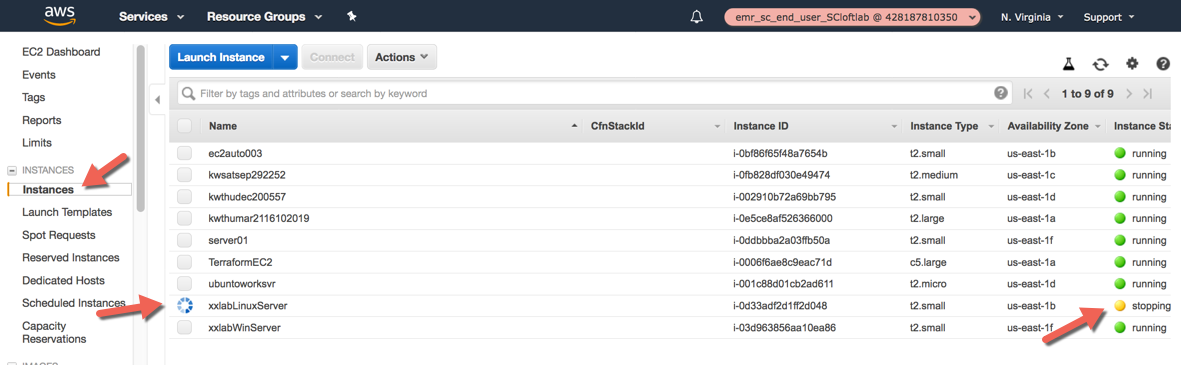 aws Services Resource Groups emr_sc_end_user_SCloftlab @ 428187810350 N. Virginia Support
EC2 Dashboard
Events
Tags
Reports
Limits
INSTANCES
Instances
Launch Templates
Spot Requests
Reserved Instances
Dedicated Hosts
Scheduled Instances
Capacity
Reservations
IMAGES
Launch Instance Connect Actions
Filter by tags and attributes or search by keyword 1 to 9 of 9
Name CfnStackId Instance ID Instance Type Availability Zone Instance Sta
ec2auto003 i-0bf86f65f48a7654b t2.small us-east-1b running
kwsatsep292252 i-0fb828df030e49474 t2.medium us-east-1c running
kwthudec200557 i-002910b72a69bb795 t2.small us-east-1d running
kwthumar2116102019 i-0e5ce8af526366000 t2.large us-east-1a running
server01 i-0ddbbba2a03ffb50a t2.small us-east-1f running
TerraformEC2 i-0006f6ae8c9eac71d c5.large us-east-1a running
ubuntoworksvr i-001c88d01cb2ad611 t2.micro us-east-1d running
xxlabLinuxServer i-0d33adf2d1ff2d048 t2.small us-east-1b stopping
xxlabWinServer i-03d963856aa10ea86 t2.small us-east-1f running